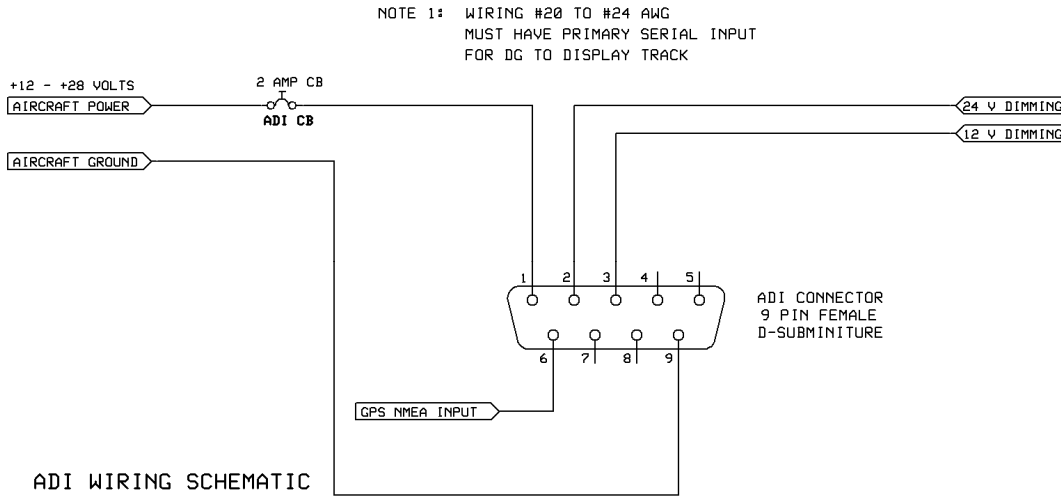 NOTE 1: WIRING #20 TO #24 AWG
MUST HAVE PRIMARY SERIAL INPUT
FOR DG TO DISPLAY TRACK
+12 - +28 VOLTS
2 AMP CB
AIRCRAFT POWER
ADI CB
24 V DIMMING
12 V DIMMING
AIRCRAFT GROUND
1 2 3 4 5
ADI CONNECTOR
9 PIN FEMALE
D-SUBMINITURE
6 7 8 9
GPS NMEA INPUT
ADI WIRING SCHEMATIC